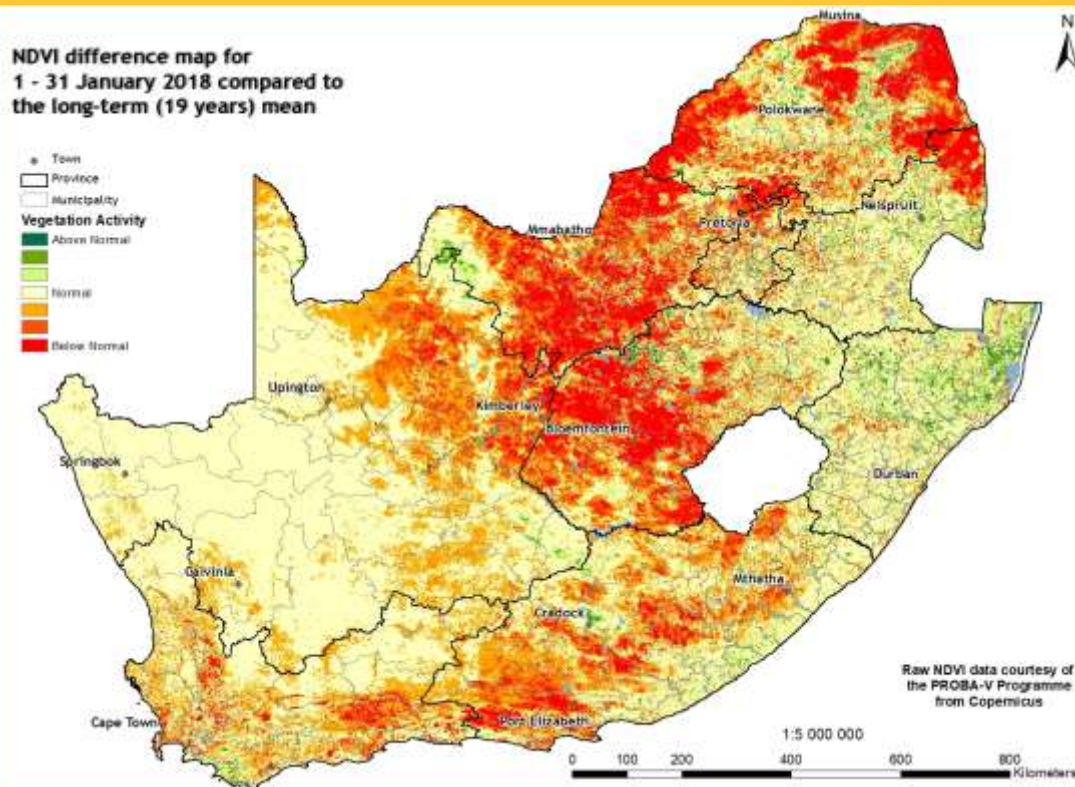 NDVI difference map for
1 - 31 January 2018 compared to
the long-term (19 years) mean
N
Town
Province
Municipality
Vegetation Activity
Above Normal
Normal
Below Normal
Musina
Polokwane
Nelspruit
Pretoria
Mmabatho
Upington
Kimberley
Bloemfontein
Springbok
Durban
Calvinia
Mthatha
Cradock
Cape Town
Port Elizabeth
Raw NDVI data courtesy of
the PROBA-V Programme
from Copernicus
1:5 000 000
0 100 200 400 600 800
Kilometers